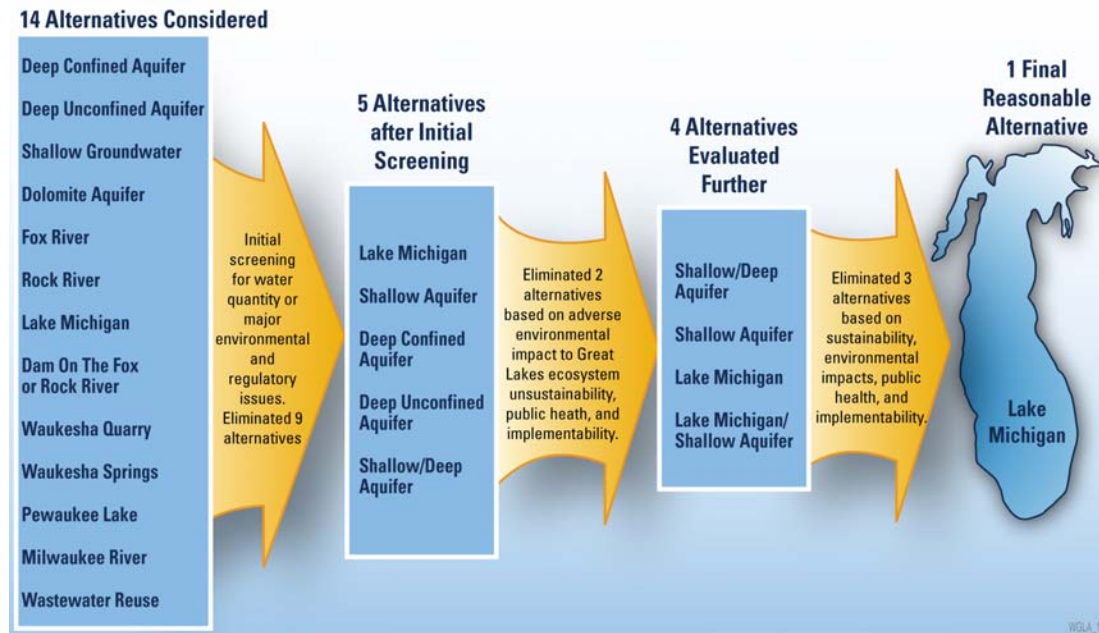 14 Alternatives Considered
Deep Confined Aquifer
Deep Unconfined Aquifer
Shallow Groundwater
Dolomite Aquifer
Fox River
Rock River
Lake Michigan
Dam On The Fox
or Rock River
Waukesha Quarry
Waukesha Springs
Pewaukee Lake
Milwaukee River
Wastewater Reuse
Initial
screening
for water
quantity or
major
environmental
and
regulatory
issues.
Eliminated 9
alternatives
5 Alternatives
after Initial
Screening
Lake Michigan
Shallow Aquifer
Deep Confined
Aquifer
Deep Unconfined
Aquifer
Shallow/Deep
Aquifer
Eliminated 2
alternatives
based on adverse
environmental
impact to Great
Lakes ecosystem
unsustainability,
public heath, and
implementability.
4 Alternatives
Evaluated
Further
Shallow/Deep
Aquifer
Shallow Aquifer
Lake Michigan
Lake Michigan/
Shallow Aquifer
Eliminated 3
alternatives
based on
sustainability,
environmental
impacts, public
health, and
implementability.
1 Final
Reasonable
Alternative
Lake
Michigan